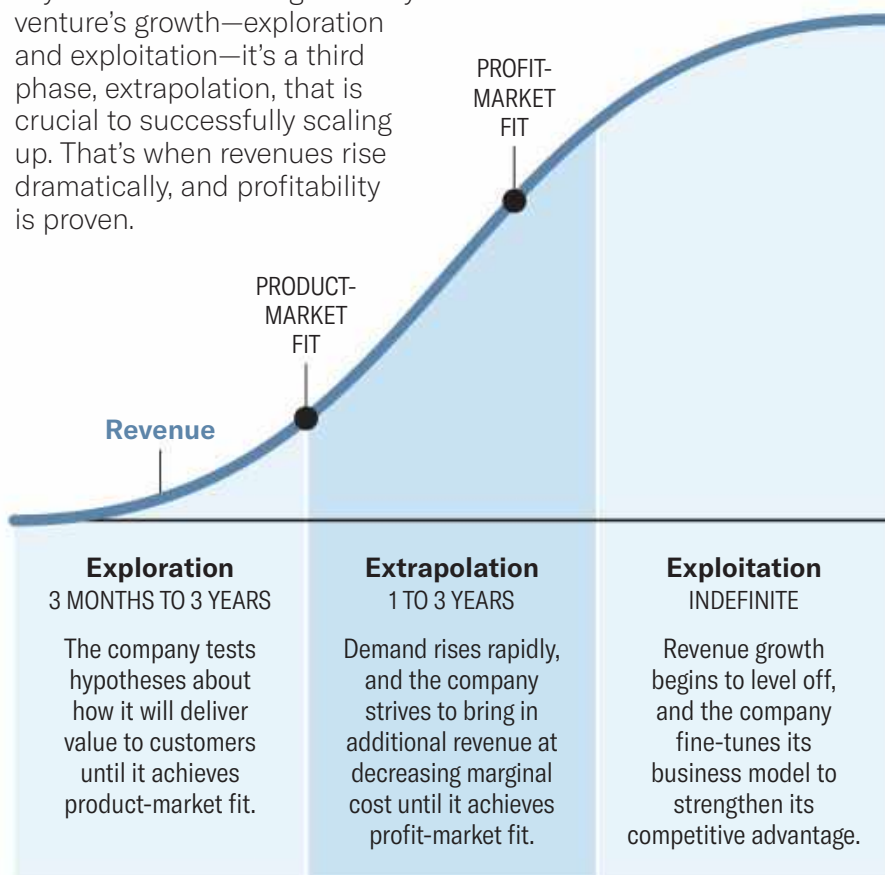 venture's growth—exploration
and exploitation—it's a third
phase, extrapolation, that is
crucial to successfully scaling
up. That's when revenues rise
dramatically, and profitability
is proven.
PROFIT-
MARKET
FIT
PRODUCT-
MARKET
FIT
Revenue
Exploration
3 MONTHS TO 3 YEARS
The company tests
hypotheses about
how it will deliver
value to customers
until it achieves
product-market fit.
Extrapolation
1 TO 3 YEARS
Demand rises rapidly,
and the company
strives to bring in
additional revenue at
decreasing marginal
cost until it achieves
profit-market fit.
Exploitation
INDEFINITE
Revenue growth
begins to level off,
and the company
fine-tunes its
business model to
strengthen its
competitive advantage.